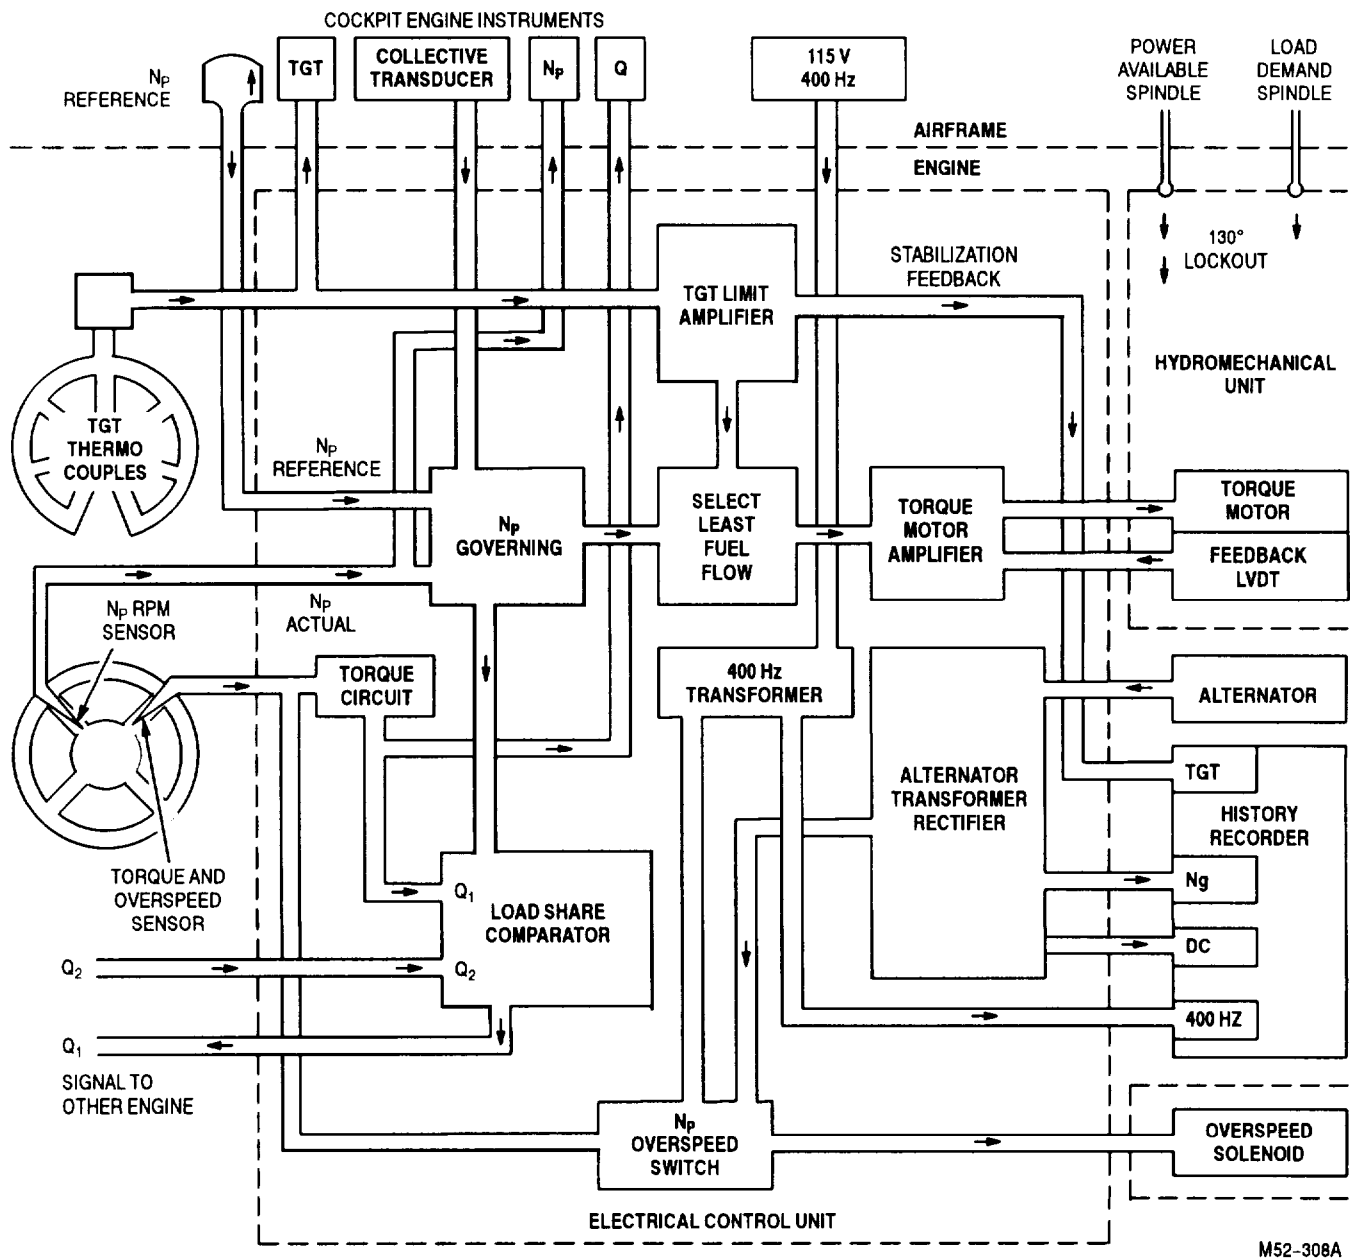 COCKPIT ENGINE INSTRUMENTS
NP
REFERENCE
TGT
COLLECTIVE
TRANSDUCER
NP
Q
115 V
400 Hz
POWER
AVAILABLE
SPINDLE
LOAD
DEMAND
SPINDLE
AIRFRAME
ENGINE
130°
LOCKOUT
STABILIZATION
FEEDBACK
TGT LIMIT
AMPLIFIER
HYDROMECHANICAL
UNIT
TGT
THERMO
COUPLES
NP
REFERENCE
NP
GOVERNING
SELECT
LEAST
FUEL
FLOW
TORQUE
MOTOR
AMPLIFIER
TORQUE
MOTOR
FEEDBACK
LVDT
NP RPM
SENSOR
NP
ACTUAL
TORQUE
CIRCUIT
400 Hz
TRANSFORMER
ALTERNATOR
ALTERNATOR
TRANSFORMER
RECTIFIER
TGT
HISTORY
RECORDER
Ng
DC
400 HZ
TORQUE AND
OVERSPEED
SENSOR
Q1
LOAD SHARE
COMPARATOR
Q2
Q2
Q1
SIGNAL TO
OTHER ENGINE
NP
OVERSPEED
SWITCH
OVERSPEED
SOLENOID
ELECTRICAL CONTROL UNIT
M52-308A